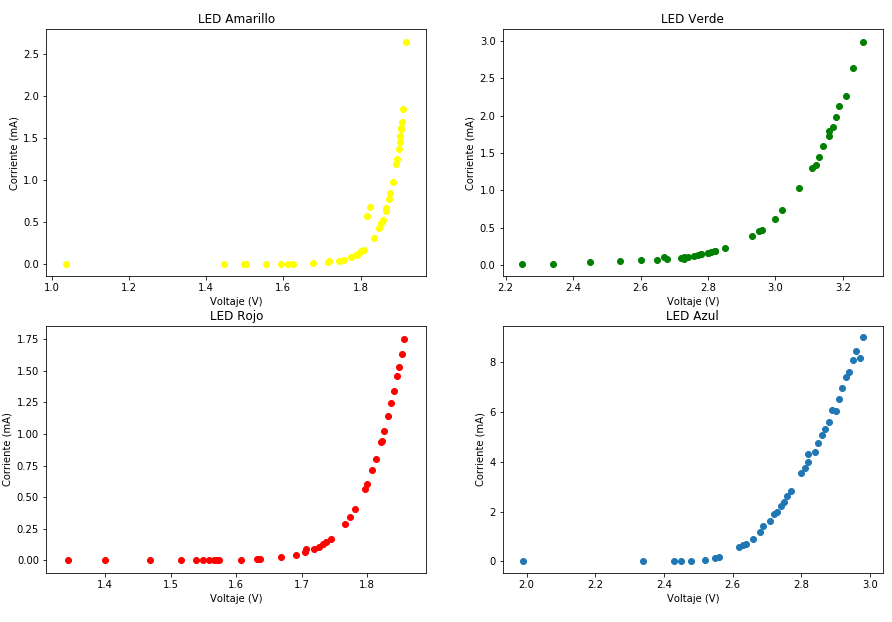 LED Amarillo
2.5
2.0
1.5
1.0
0.5
0.0
Corriente (mA)
1.0 1.2 1.4 1.6 1.8
Voltaje (V)
LED Verde
3.0
2.5
2.0
1.5
1.0
0.5
0.0
Corriente (mA)
2.2 2.4 2.6 2.8 3.0 3.2
Voltaje (V)
LED Rojo
1.75
1.50
1.25
1.00
0.75
0.50
0.25
0.00
Corriente (mA)
1.4 1.5 1.6 1.7 1.8
Voltaje (V)
LED Azul
8
6
4
2
0
Corriente (mA)
2.0 2.2 2.4 2.6 2.8 3.0
Voltaje (V)